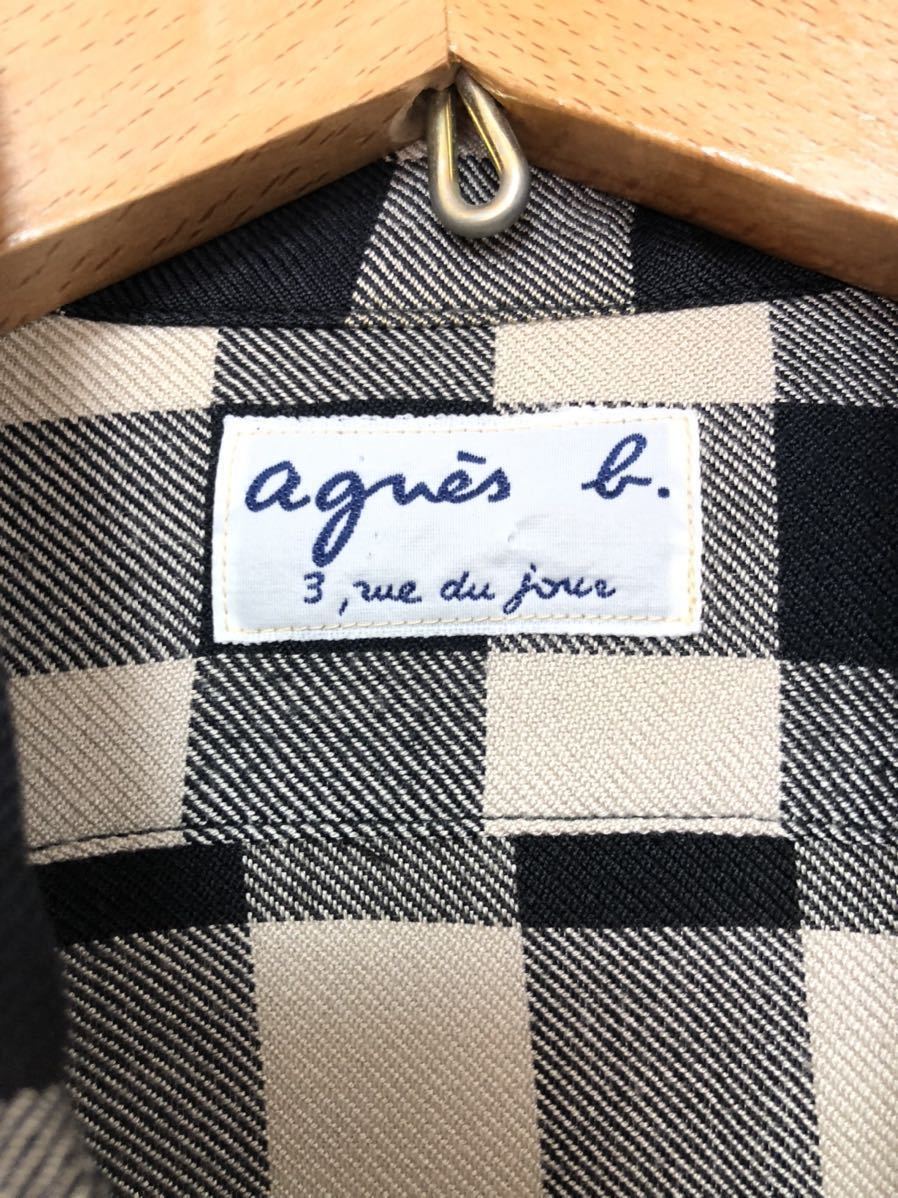 agnès b.
3, rue du jour